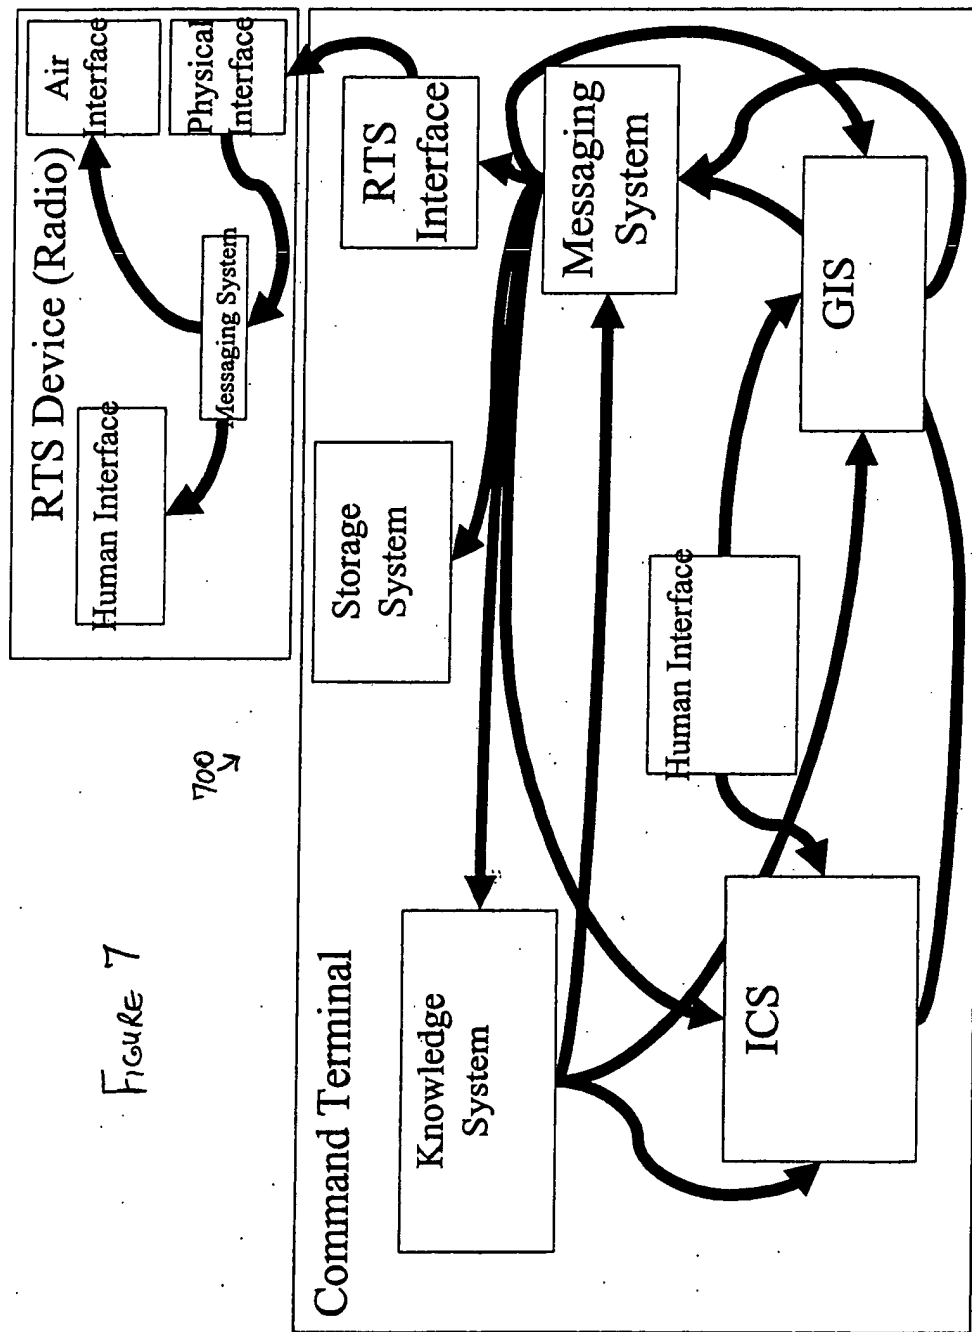 RTS Device (Radio)
Human Interface
Messaging System
Air
Interface
Physical
Interface
700
FIGURE 7
Command Terminal
Knowledge
System
Storage
System
RTS
Interface
Messaging
System
Human Interface
ICS
GIS